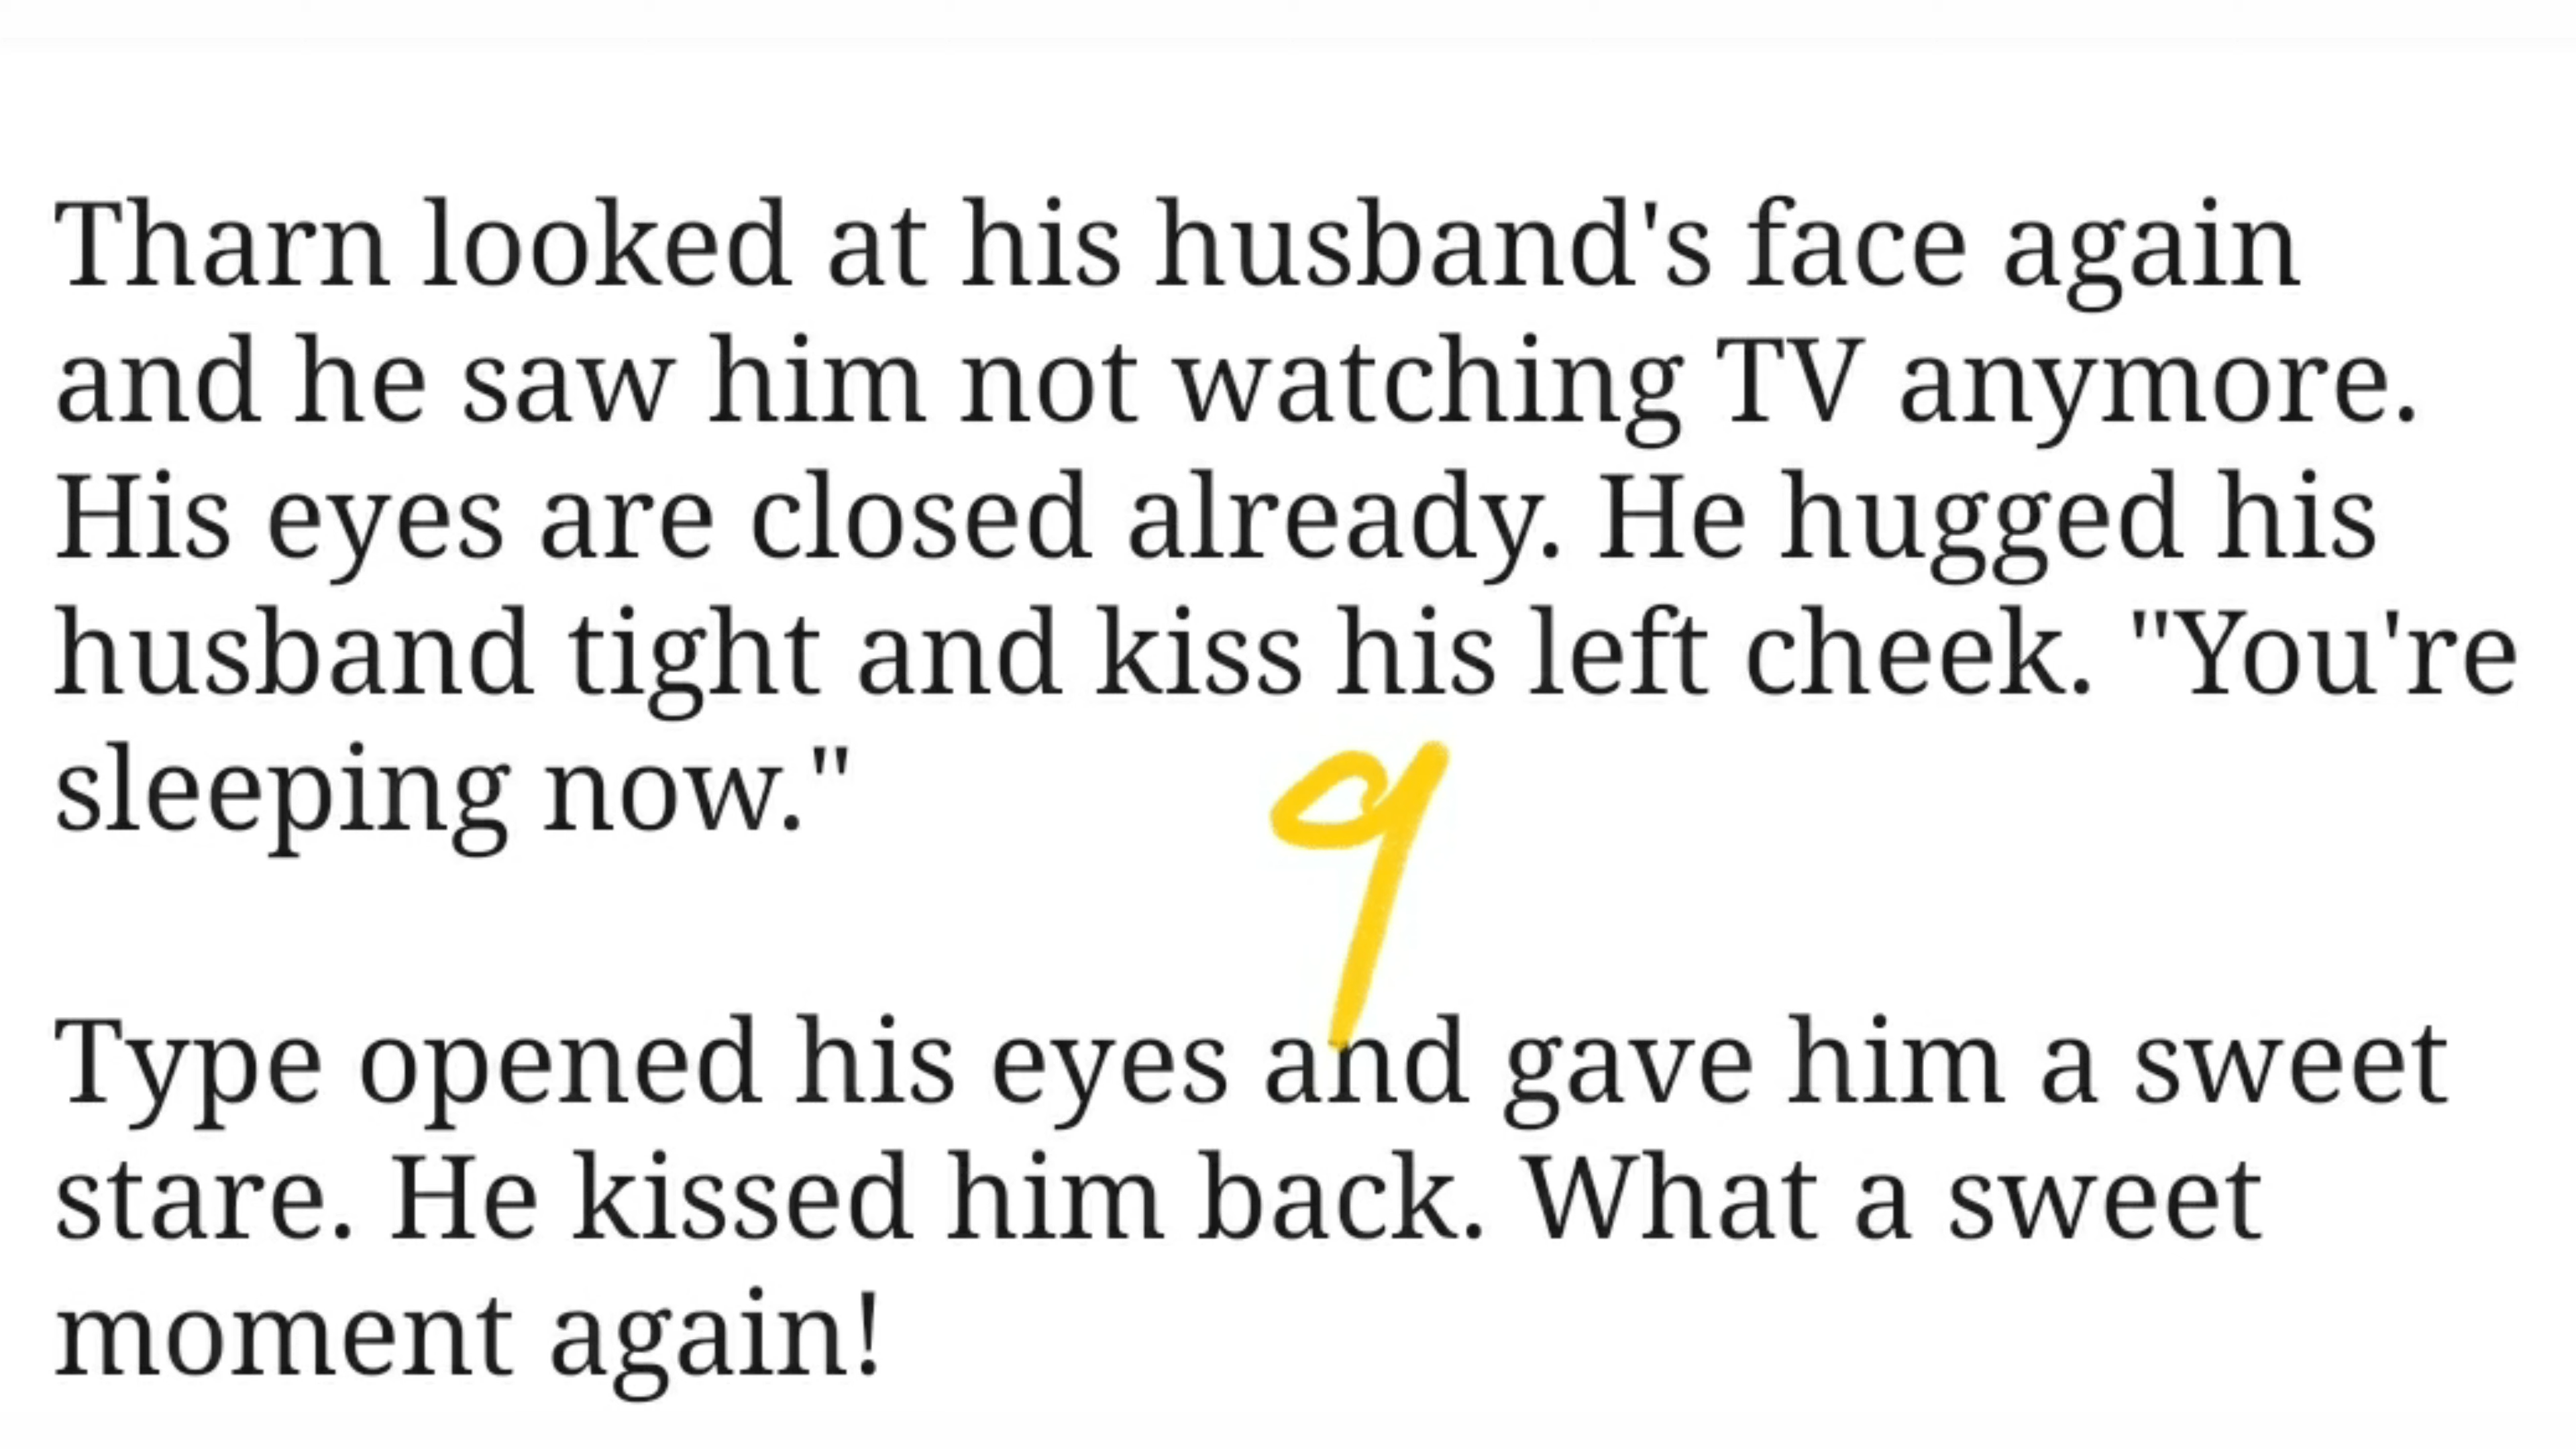 Tharn looked at his husband's face again
and he saw him not watching TV anymore.
His eyes are closed already. He hugged his
husband tight and kiss his left cheek. "You're
sleeping now."
9
Type opened his eyes and gave him a sweet
stare. He kissed him back. What a sweet
moment again!